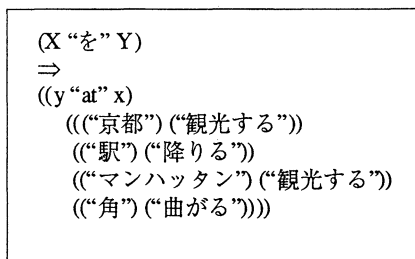 (X “を” Y)
⇒
((y “at” x)
(((“京都”) (“観光する”))
((“駅”) (“降りる”))
((“マンハッタン”) (“観光する”))
((“角”) (“曲がる”))))